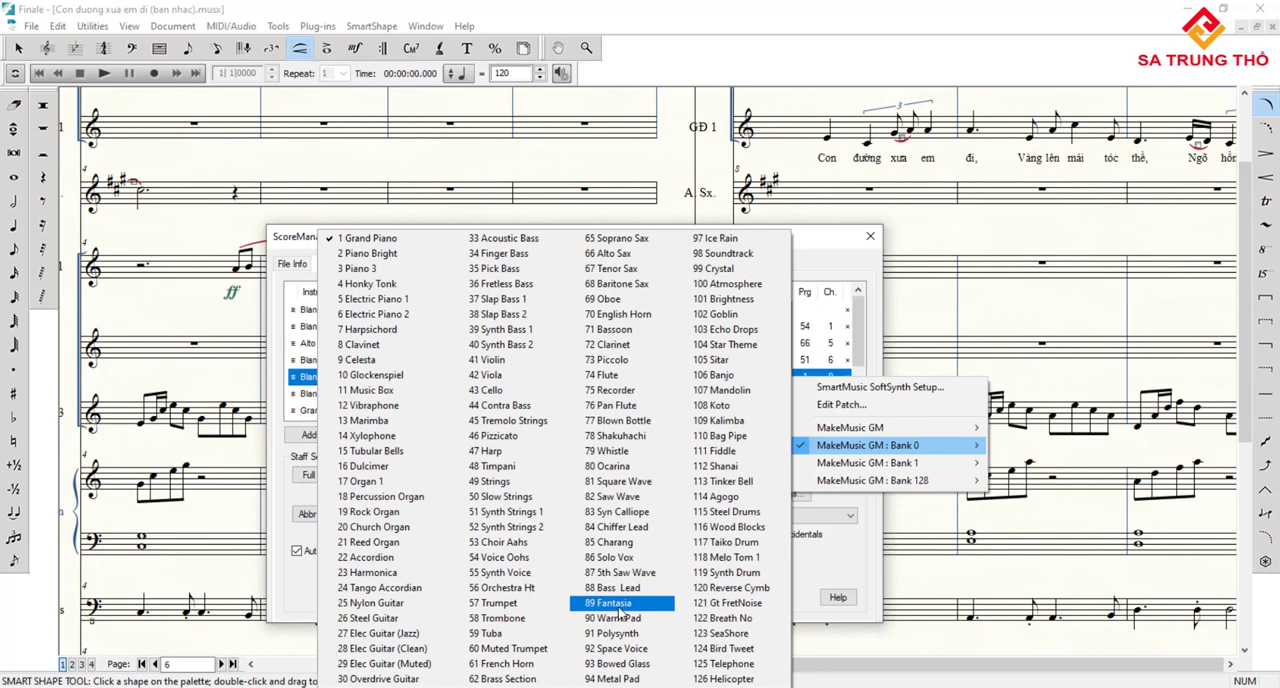 Finale - [Con duong xua em di (ban nhac).musx]
File Edit Utilities View Document MIDI/Audio Tools Plug-ins SmartShape Window Help
SA TRUNG THỔ
1| 1|0000 Repeat: 1 Time: 00:00:00.000 = 120
GĐ 1
Con đường xưa em đi, Vàng lên mái tóc thề, Ngõ hồn
A. Sx.
ff
File Info
Instr
Prg Ch.
Blan
Blan 54 1
Alto 66 5
Blan 51 6
Blan
Blan
Gran
Add
Full
Abbr
Aut
Help
1 Grand Piano
2 Piano Bright
3 Piano 3
4 Honky Tonk
5 Electric Piano 1
6 Electric Piano 2
7 Harpsichord
8 Clavinet
9 Celesta
10 Glockenspiel
11 Music Box
12 Vibraphone
13 Marimba
14 Xylophone
15 Tubular Bells
16 Dulcimer
17 Organ 1
18 Percussion Organ
19 Rock Organ
20 Church Organ
21 Reed Organ
22 Accordion
23 Harmonica
24 Tango Accordian
25 Nylon Guitar
26 Steel Guitar
27 Elec Guitar (Jazz)
28 Elec Guitar (Clean)
29 Elec Guitar (Muted)
30 Overdrive Guitar
33 Acoustic Bass
34 Finger Bass
35 Pick Bass
36 Fretless Bass
37 Slap Bass 1
38 Slap Bass 2
39 Synth Bass 1
40 Synth Bass 2
41 Violin
42 Viola
43 Cello
44 Contra Bass
45 Tremolo Strings
46 Pizzicato
47 Harp
48 Timpani
49 Strings
50 Slow Strings
51 Synth Strings 1
52 Synth Strings 2
53 Choir Aahs
54 Voice Oohs
55 Synth Voice
56 Orchestra Ht
57 Trumpet
58 Trombone
59 Tuba
60 Muted Trumpet
61 French Horn
62 Brass Section
65 Soprano Sax
66 Alto Sax
67 Tenor Sax
68 Baritone Sax
69 Oboe
70 English Horn
71 Bassoon
72 Clarinet
73 Piccolo
74 Flute
75 Recorder
76 Pan Flute
77 Blown Bottle
78 Shakuhachi
79 Whistle
80 Ocarina
81 Square Wave
82 Saw Wave
83 Syn Calliope
84 Chiffer Lead
85 Charang
86 Solo Vox
87 5th Saw Wave
88 Bass Lead
89 Fantasia
90 Warm Pad
91 Polysynth
92 Space Voice
93 Bowed Glass
94 Metal Pad
97 Ice Rain
98 Soundtrack
99 Crystal
100 Atmosphere
101 Brightness
102 Goblin
103 Echo Drops
104 Star Theme
105 Sitar
106 Banjo
107 Mandolin
108 Koto
109 Kalimba
110 Bag Pipe
111 Fiddle
112 Shanai
113 Tinker Bell
114 Agogo
115 Steel Drums
116 Wood Blocks
117 Taiko Drum
118 Melo Tom 1
119 Synth Drum
120 Reverse Cymb
121 Gt FretNoise
122 Breath No
123 SeaShore
124 Bird Tweet
125 Telephone
126 Helicopter
SmartMusic SoftSynth Setup...
Edit Patch...
MakeMusic GM
MakeMusic GM : Bank 0
MakeMusic GM : Bank 1
MakeMusic GM : Bank 128
1 2 3 4 Page: 6
SMART SHAPE TOOL: Click a shape on the palette; double-click and drag to
NUM